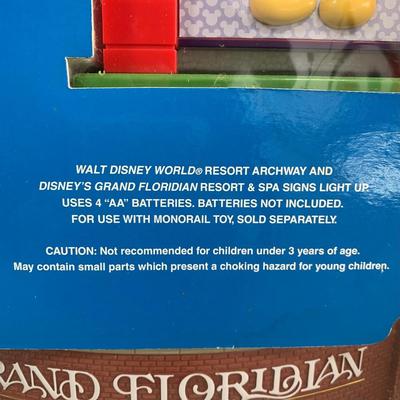 WALT DISNEY WORLD® RESORT ARCHWAY AND
DISNEY'S GRAND FLORIDIAN RESORT & SPA SIGNS LIGHT UP.
USES 4 "AA" BATTERIES. BATTERIES NOT INCLUDED.
FOR USE WITH MONORAIL TOY, SOLD SEPARATELY.
CAUTION: Not recommended for children under 3 years of age.
May contain small parts which present a choking hazard for young children.
RAND FLORIDIAN